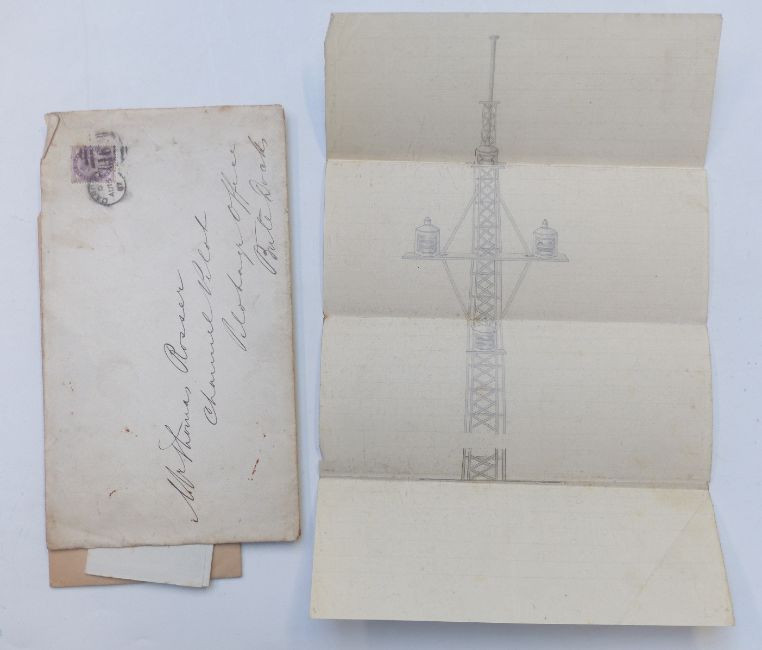 Mr Thomas Rosser
Channel Pilot
Pilotage Office
Bute Docks